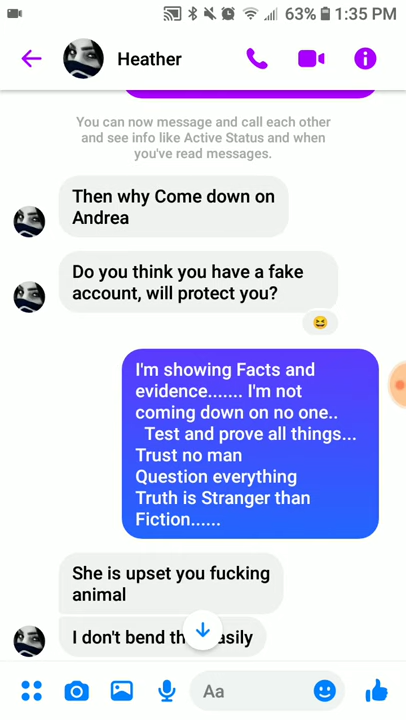 63% 1:35 PM
Heather
You can now message and call each other
and see info like Active Status and when
you've read messages.
Then why Come down on
Andrea
Do you think you have a fake
account, will protect you?
I'm showing Facts and
evidence....... I'm not
coming down on no one..
Test and prove all things...
Trust no man
Question everything
Truth is Stranger than
Fiction......
She is upset you fucking
animal
I don't bend easily
Aa